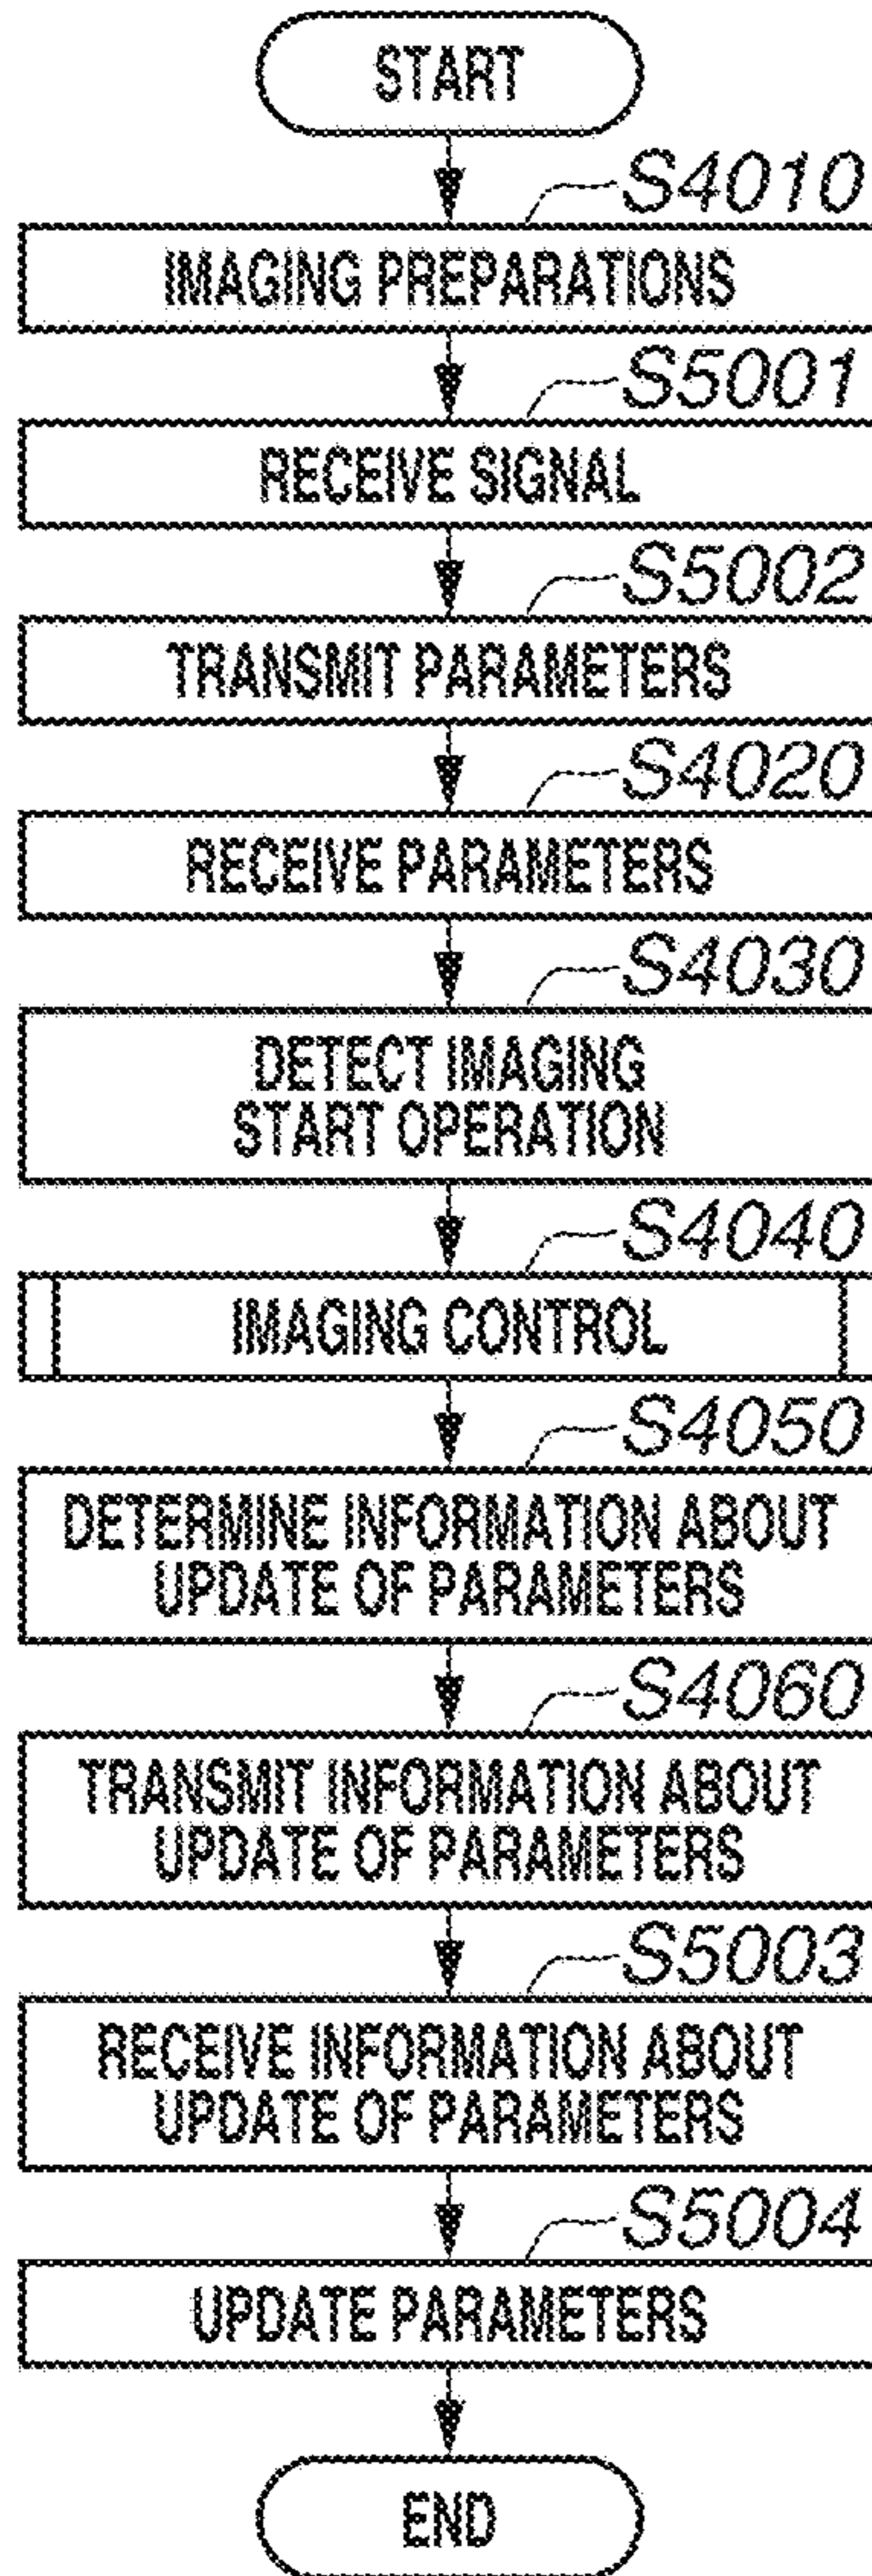 START
S4010
IMAGING PREPARATIONS
S5001
RECEIVE SIGNAL
S5002
TRANSMIT PARAMETERS
S4020
RECEIVE PARAMETERS
S4030
DETECT IMAGING
START OPERATION
S4040
IMAGING CONTROL
S4050
DETERMINE INFORMATION ABOUT
UPDATE OF PARAMETERS
S4060
TRANSMIT INFORMATION ABOUT
UPDATE OF PARAMETERS
S5003
RECEIVE INFORMATION ABOUT
UPDATE OF PARAMETERS
S5004
UPDATE PARAMETERS
END